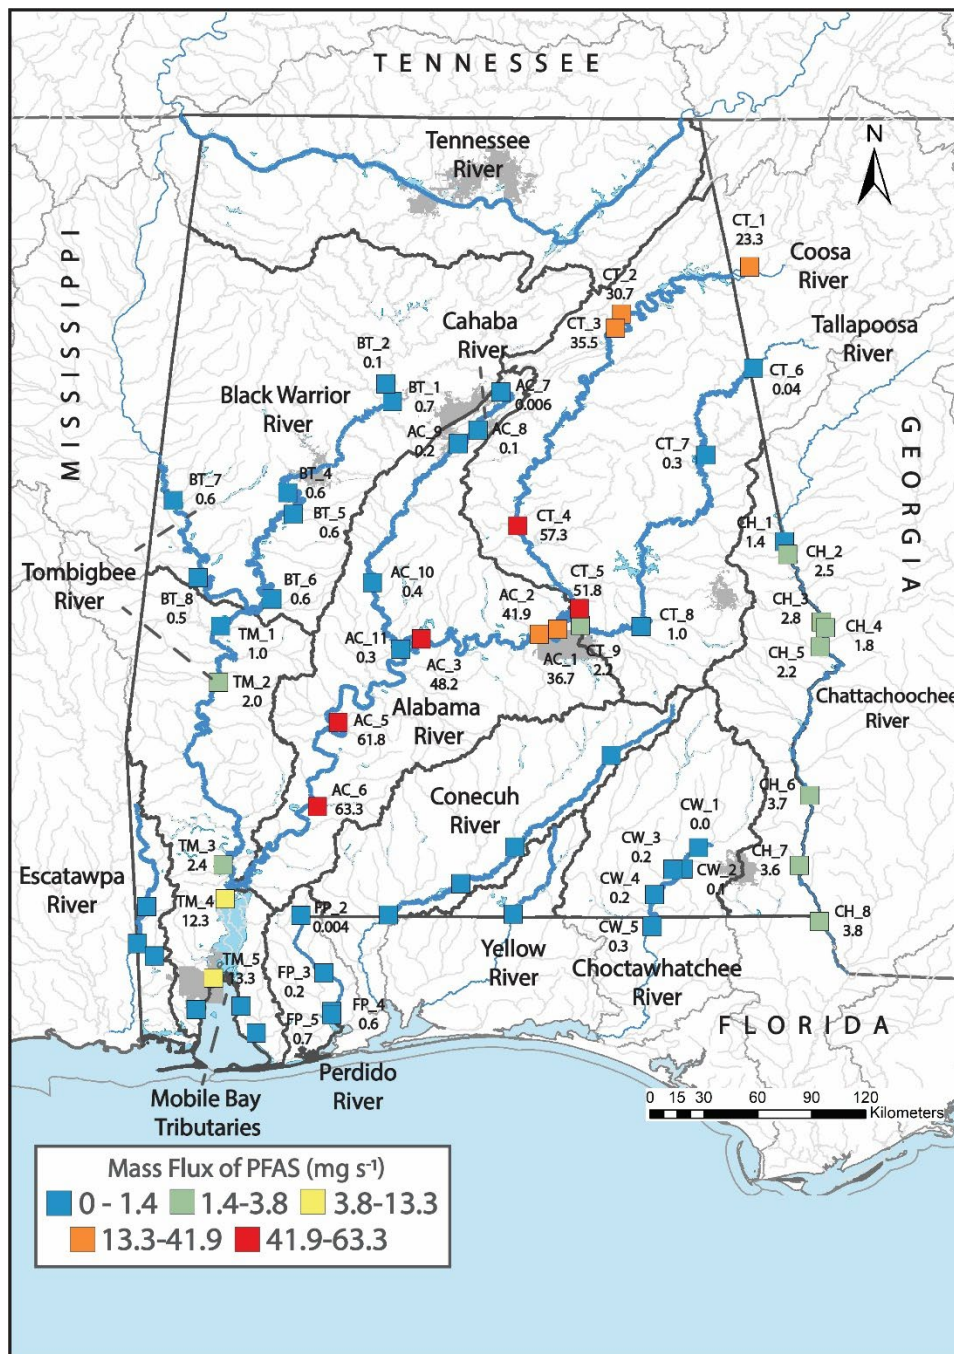 TENNESSEE
Tennessee
River
N
MISSISSIPPI
CT_1
23.3
Coosa
River
CT_2
30.7
CT_3
35.5
Cahaba
River
Tallapoosa
River
BT_2
0.1
BT_1
0.7
AC_7
0.006
CT_6
0.04
Black Warrior
River
AC_9
0.2
AC_8
0.1
GEORGIA
CT_7
0.3
BT_7
0.6
BT_4
0.6
BT_5
0.6
CT_4
57.3
CH_1
1.4
CH_2
2.5
Tombigbee
River
BT_8
0.5
BT_6
0.6
AC_10
0.4
CT_5
51.8
AC_2
41.9
CT_8
1.0
CH_3
2.8
CH_4
1.8
CH_5
2.2
TM_1
1.0
AC_11
0.3
AC_3
48.2
AC_1
36.7
CT_9
2.2
TM_2
2.0
Chattachoochee
River
AC_5
61.8
Alabama
River
AC_6
63.3
Conecuh
River
CH_6
3.7
CW_1
0.0
CW_3
0.2
CW_2
0.1
CW_4
0.2
CH_7
3.6
TM_3
2.4
Escatawpa
River
TM_4
12.3
FP_2
0.004
CW_5
0.3
CH_8
3.8
Yellow
River
Choctawhatchee
River
TM_5
13.3
FP_3
0.2
FP_4
0.6
FP_5
0.7
FLORIDA
Perdido
River
Mobile Bay
Tributaries
0 15 30 60 90 120
Kilometers
Mass Flux of PFAS (mg s⁻¹)
0 - 1.4 1.4-3.8 3.8-13.3
13.3-41.9 41.9-63.3